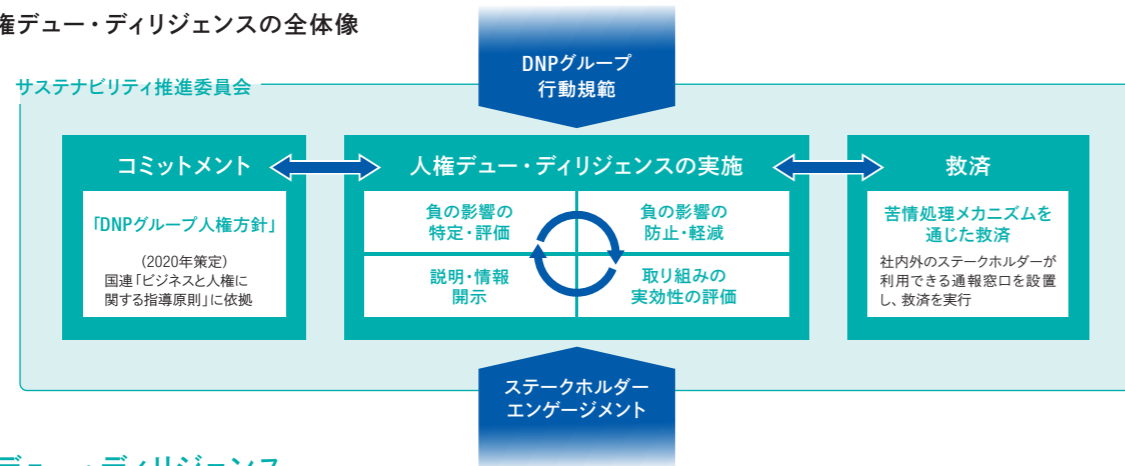 権デュー・ディリジェンスの全体像
DNPグループ
行動規範
サステナビリティ推進委員会
コミットメント
「DNPグループ人権方針」
(2020年策定)
国連「ビジネスと人権に
関する指導原則」に依拠
人権デュー・ディリジェンスの実施
負の影響の
特定・評価
負の影響の
防止・軽減
説明・情報
開示
取り組みの
実効性の評価
救済
苦情処理メカニズムを
通じた救済
社内外のステークホルダーが
利用できる通報窓口を設置
し、救済を実行
ステークホルダー
エンゲージメント
デュー・ディリジェンス